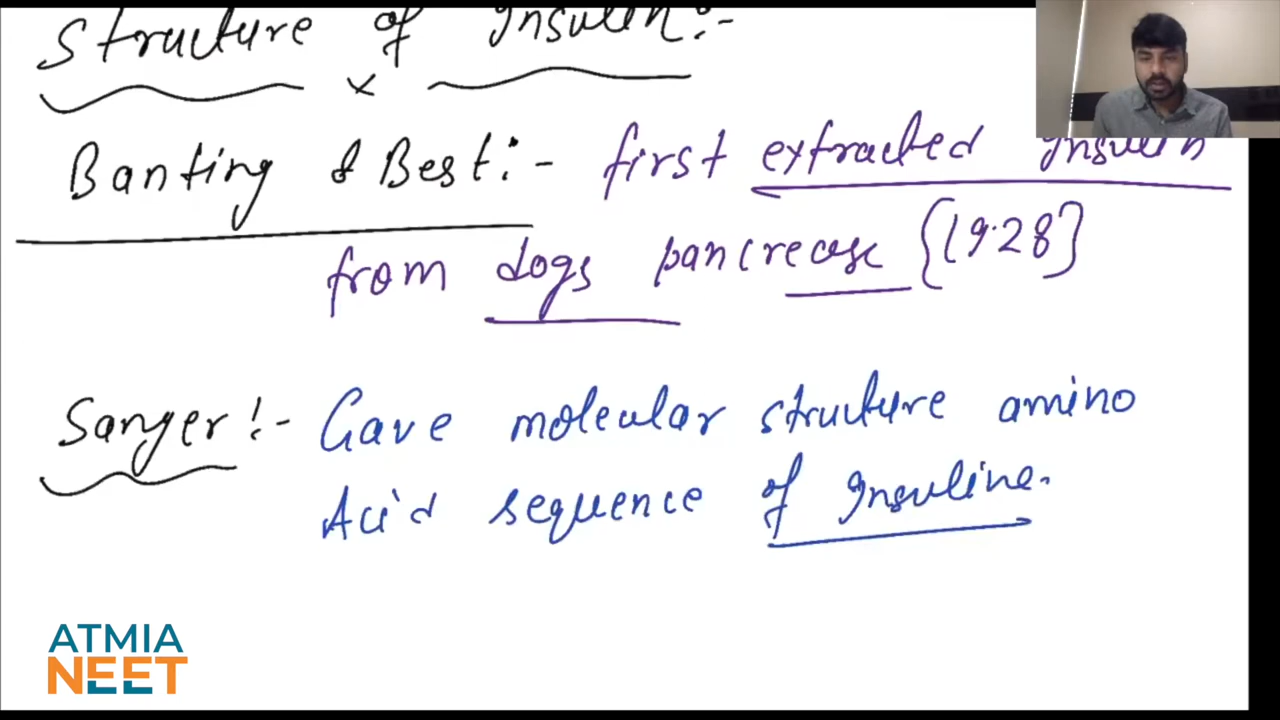 Structure of Insulin:-
Banting & Best:- first extracted Insulin
from dogs pancrease {1928}
Sanger:- Gave molecular structure amino
Acid sequence of Insuline.
ATMIA
NEET